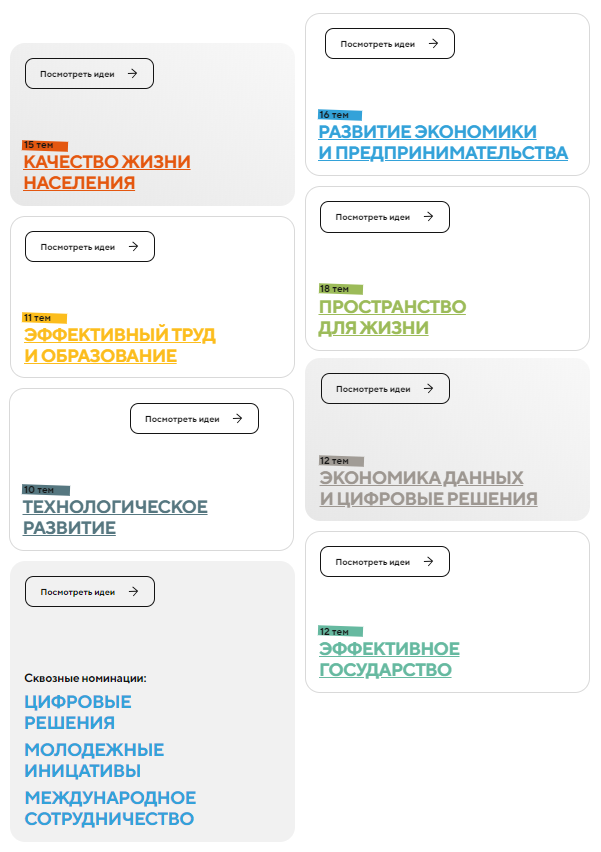 Посмотреть идеи
15 тем
КАЧЕСТВО ЖИЗНИ
НАСЕЛЕНИЯ
Посмотреть идеи
11 тем
ЭФФЕКТИВНЫЙ ТРУД
И ОБРАЗОВАНИЕ
Посмотреть идеи
10 тем
ТЕХНОЛОГИЧЕСКОЕ
РАЗВИТИЕ
Посмотреть идеи
Сквозные номинации:
ЦИФРОВЫЕ
РЕШЕНИЯ
МОЛОДЕЖНЫЕ
ИНИЦАТИВЫ
МЕЖДУНАРОДНОЕ
СОТРУДНИЧЕСТВО
Посмотреть идеи
16 тем
РАЗВИТИЕ ЭКОНОМИКИ
И ПРЕДПРИНИМАТЕЛЬСТВА
Посмотреть идеи
18 тем
ПРОСТРАНСТВО
ДЛЯ ЖИЗНИ
Посмотреть идеи
12 тем
ЭКОНОМИКА ДАННЫХ
И ЦИФРОВЫЕ РЕШЕНИЯ
Посмотреть идеи
12 тем
ЭФФЕКТИВНОЕ
ГОСУДАРСТВО